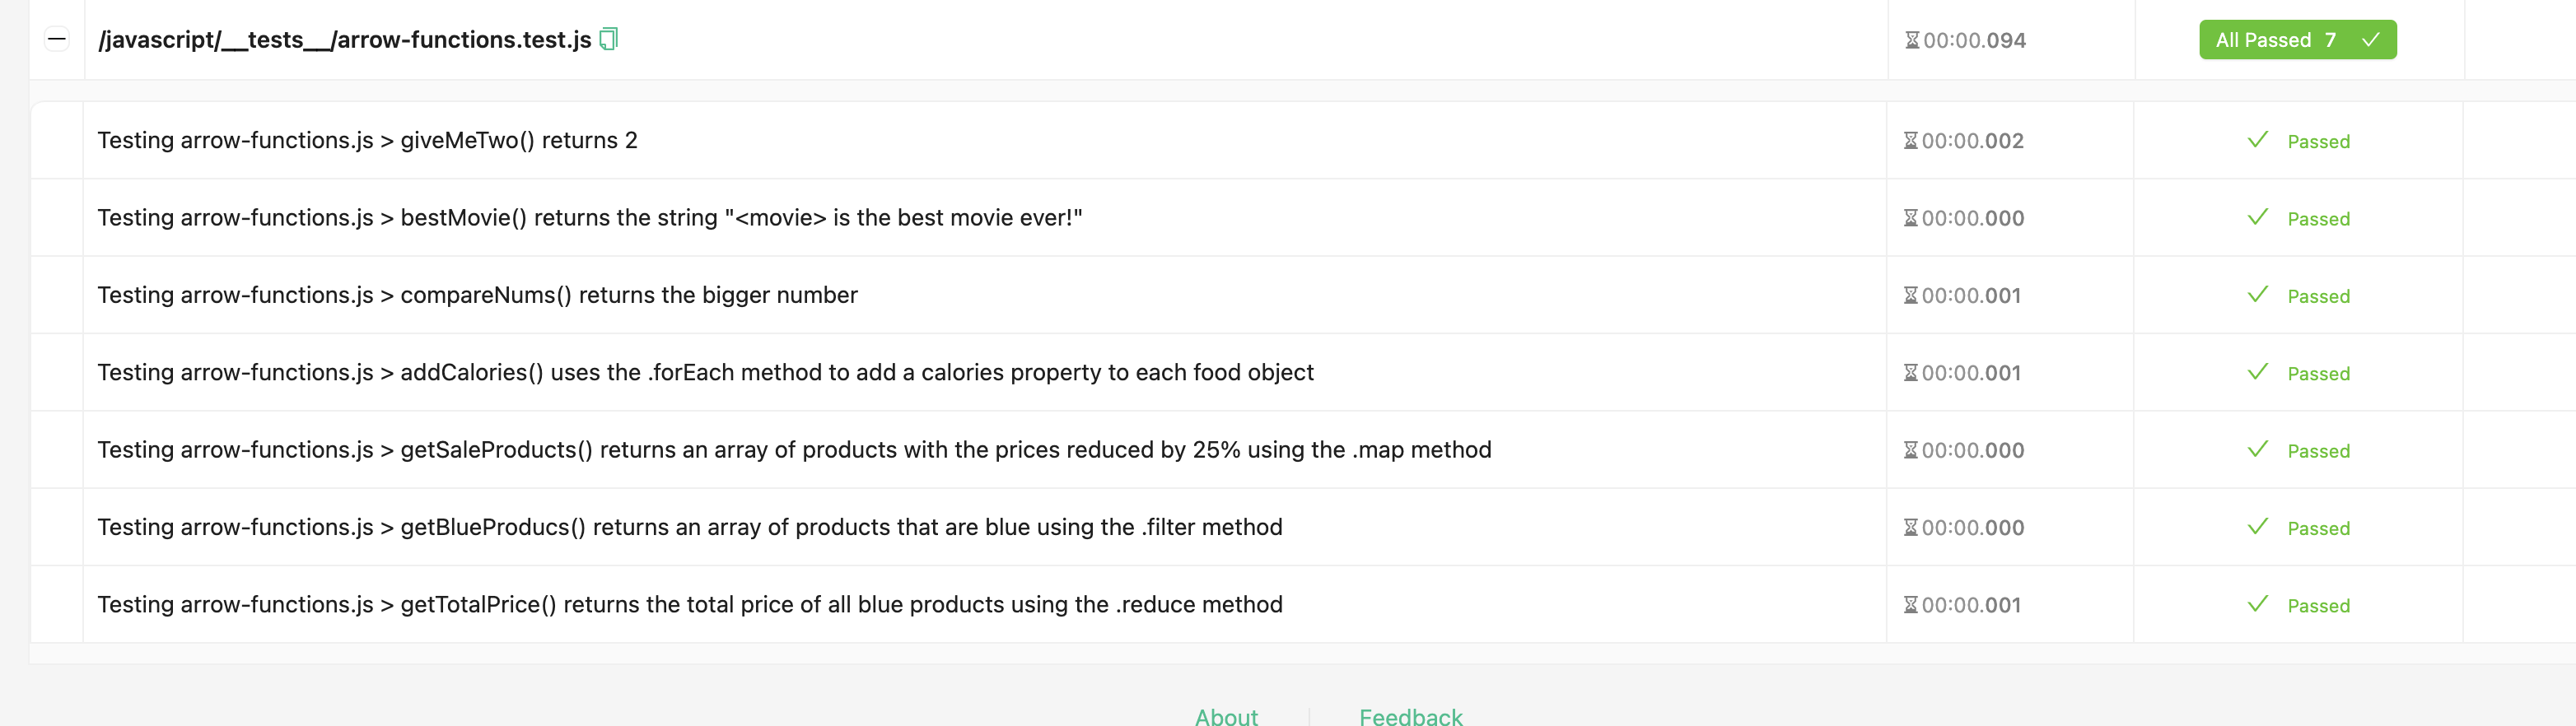 /javascript/__tests__/arrow-functions.test.js 00:00.094 All Passed 7
Testing arrow-functions.js > giveMeTwo() returns 2 00:00.002 Passed
Testing arrow-functions.js > bestMovie() returns the string "<movie> is the best movie ever!" 00:00.000 Passed
Testing arrow-functions.js > compareNums() returns the bigger number 00:00.001 Passed
Testing arrow-functions.js > addCalories() uses the .forEach method to add a calories property to each food object 00:00.001 Passed
Testing arrow-functions.js > getSaleProducts() returns an array of products with the prices reduced by 25% using the .map method 00:00.000 Passed
Testing arrow-functions.js > getBlueProducs() returns an array of products that are blue using the .filter method 00:00.000 Passed
Testing arrow-functions.js > getTotalPrice() returns the total price of all blue products using the .reduce method 00:00.001 Passed
About Feedback